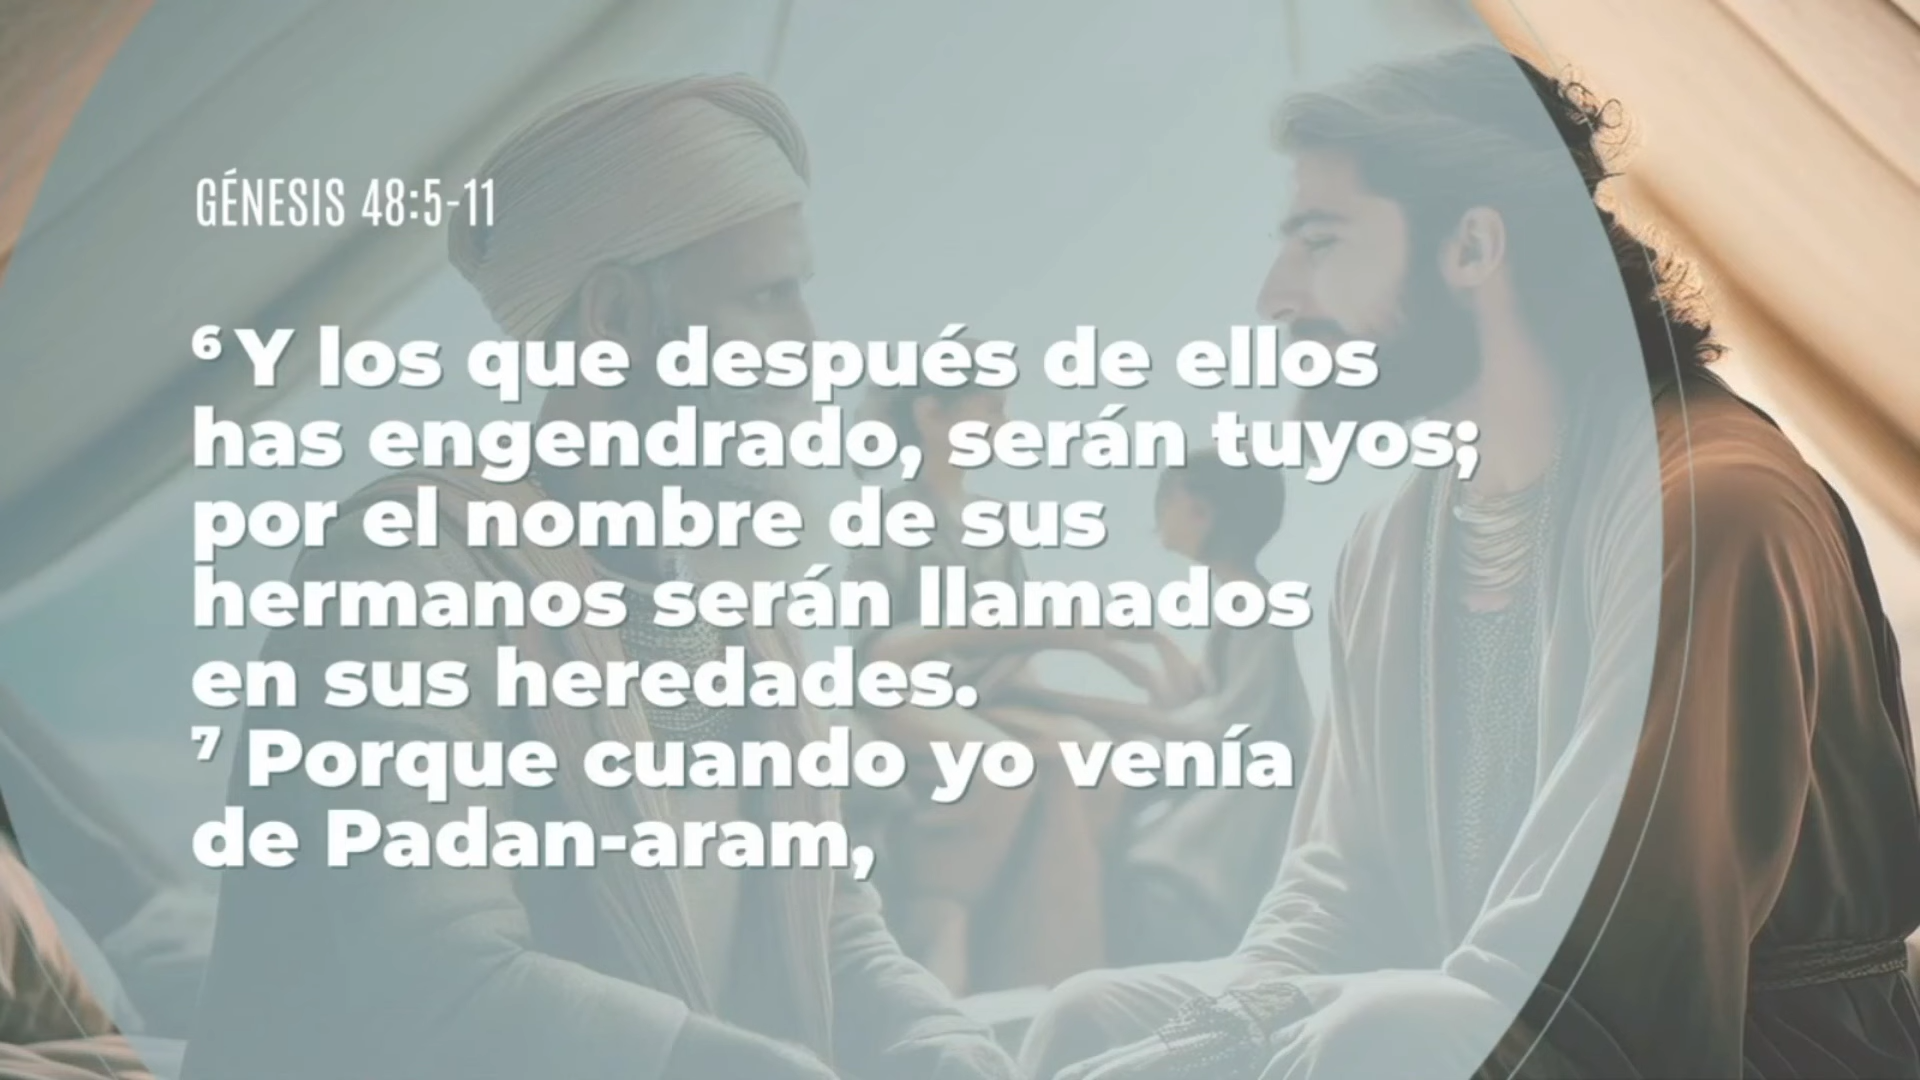 GÉNESIS 48:5-11
⁶ Y los que después de ellos
has engendrado, serán tuyos;
por el nombre de sus
hermanos serán llamados
en sus heredades.
⁷ Porque cuando yo venía
de Padan-aram,